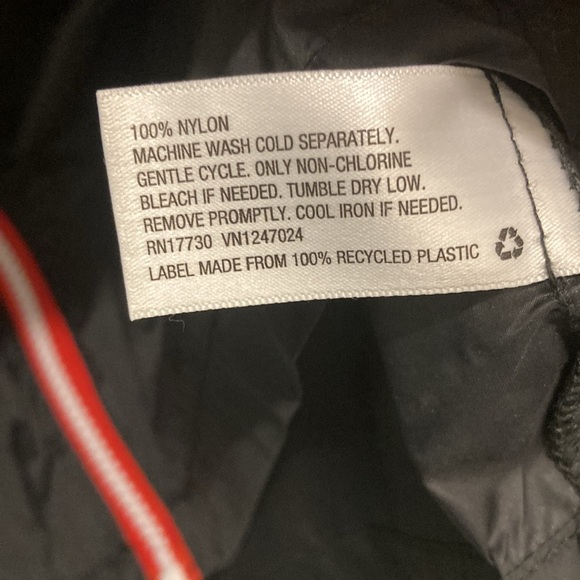 100% NYLON
MACHINE WASH COLD SEPARATELY.
GENTLE CYCLE. ONLY NON-CHLORINE
BLEACH IF NEEDED. TUMBLE DRY LOW.
REMOVE PROMPTLY. COOL IRON IF NEEDED.
RN17730 VN1247024
LABEL MADE FROM 100% RECYCLED PLASTIC